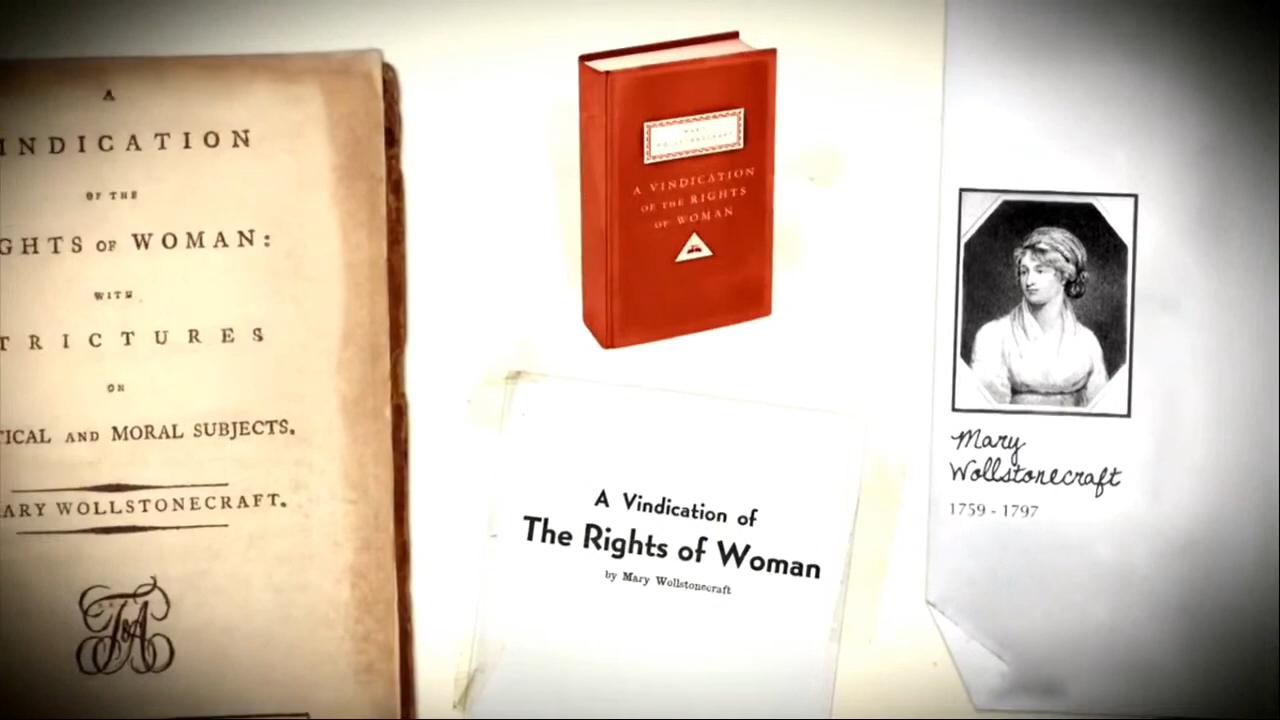 A
INDICATION
OF THE
GHTS OF WOMAN:
WITH
TRICTURES
ON
TICAL AND MORAL SUBJECTS.
ARY WOLLSTONECRAFT.
A VINDICATION
OF THE RIGHTS
OF WOMAN
A Vindication of
The Rights of Woman
by Mary Wollstonecraft
Mary
Wollstonecraft
1759 - 1797